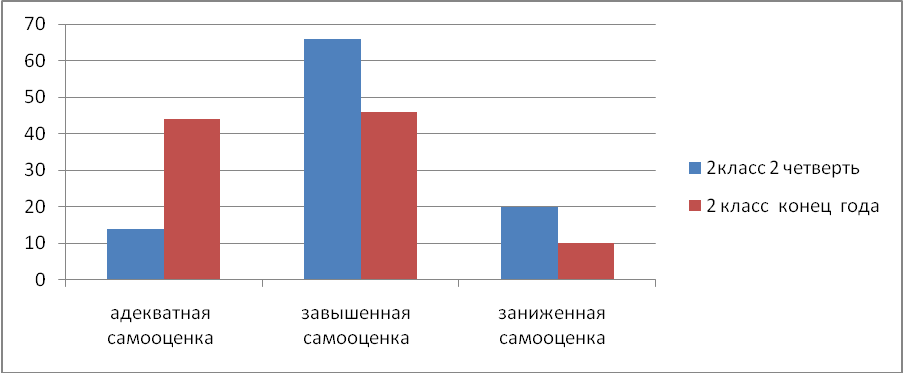 70
60
50
40
30
20
10
0
адекватная
самооценка
завышенная
самооценка
заниженная
самооценка
2класс 2 четверть
2 класс конец года